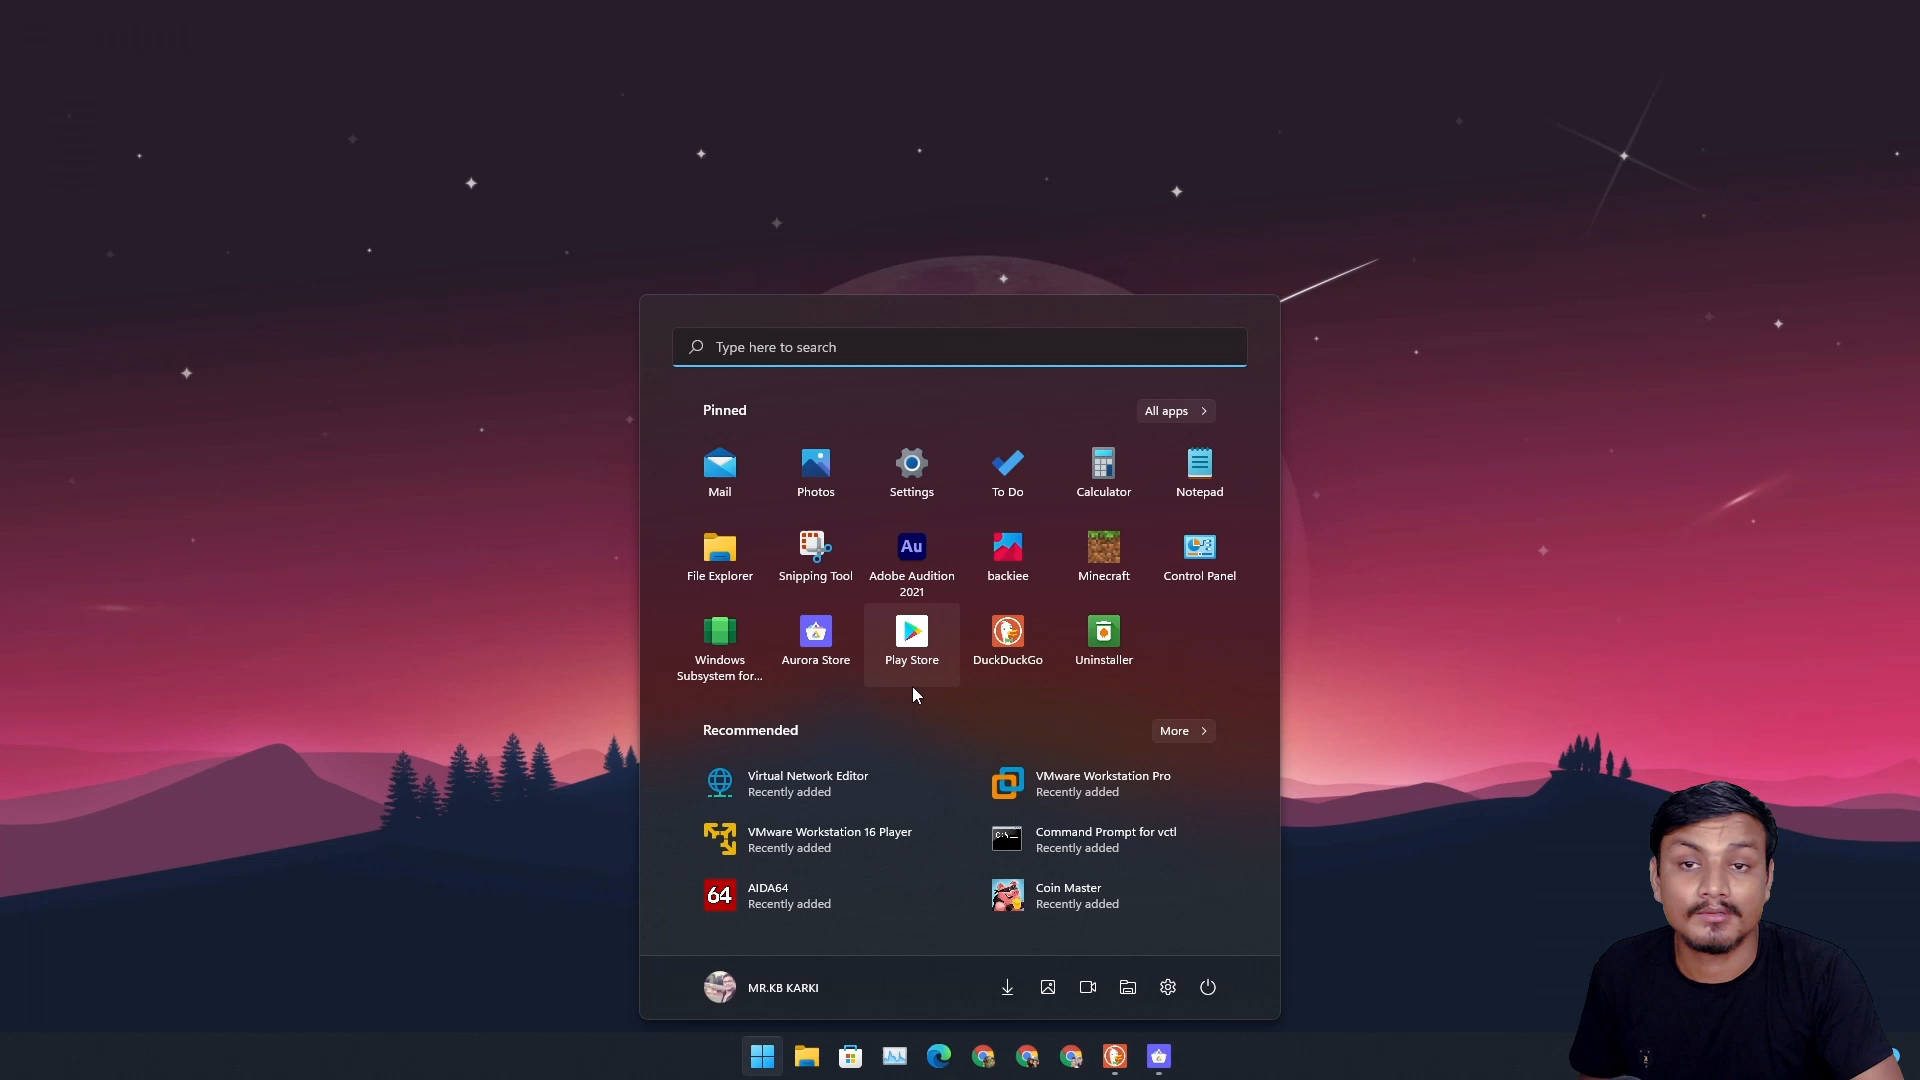 Type here to search
Pinned
All apps
Mail
Photos
Settings
To Do
Calculator
Notepad
File Explorer
Snipping Tool
Au
Adobe Audition
2021
backiee
Minecraft
Control Panel
Windows
Subsystem for...
Aurora Store
Play Store
DuckDuckGo
Uninstaller
Recommended
More
Virtual Network Editor
Recently added
VMware Workstation Pro
Recently added
VMware Workstation 16 Player
Recently added
C:\_
Command Prompt for vctl
Recently added
64
AIDA64
Recently added
Coin Master
Recently added
MR.KB KARKI